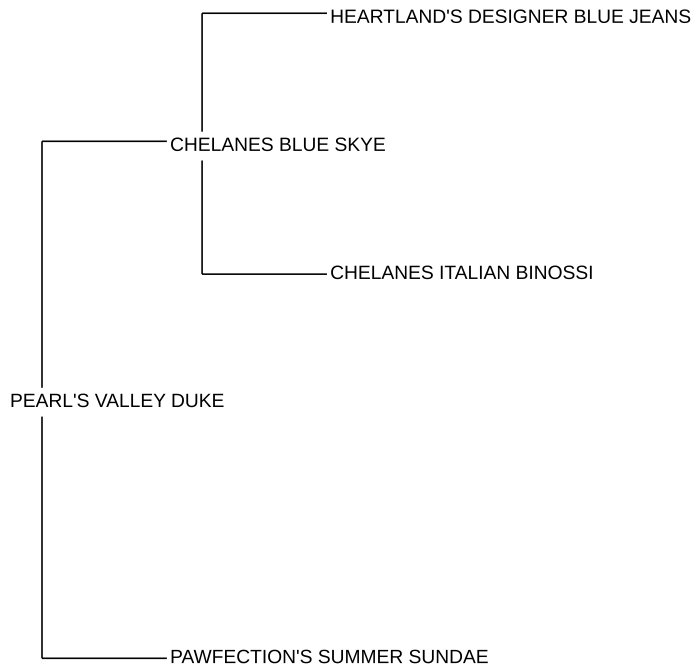 HEARTLAND'S DESIGNER BLUE JEANS
CHELANES BLUE SKYE
CHELANES ITALIAN BINOSSI
PEARL'S VALLEY DUKE
PAWFECTION'S SUMMER SUNDAE